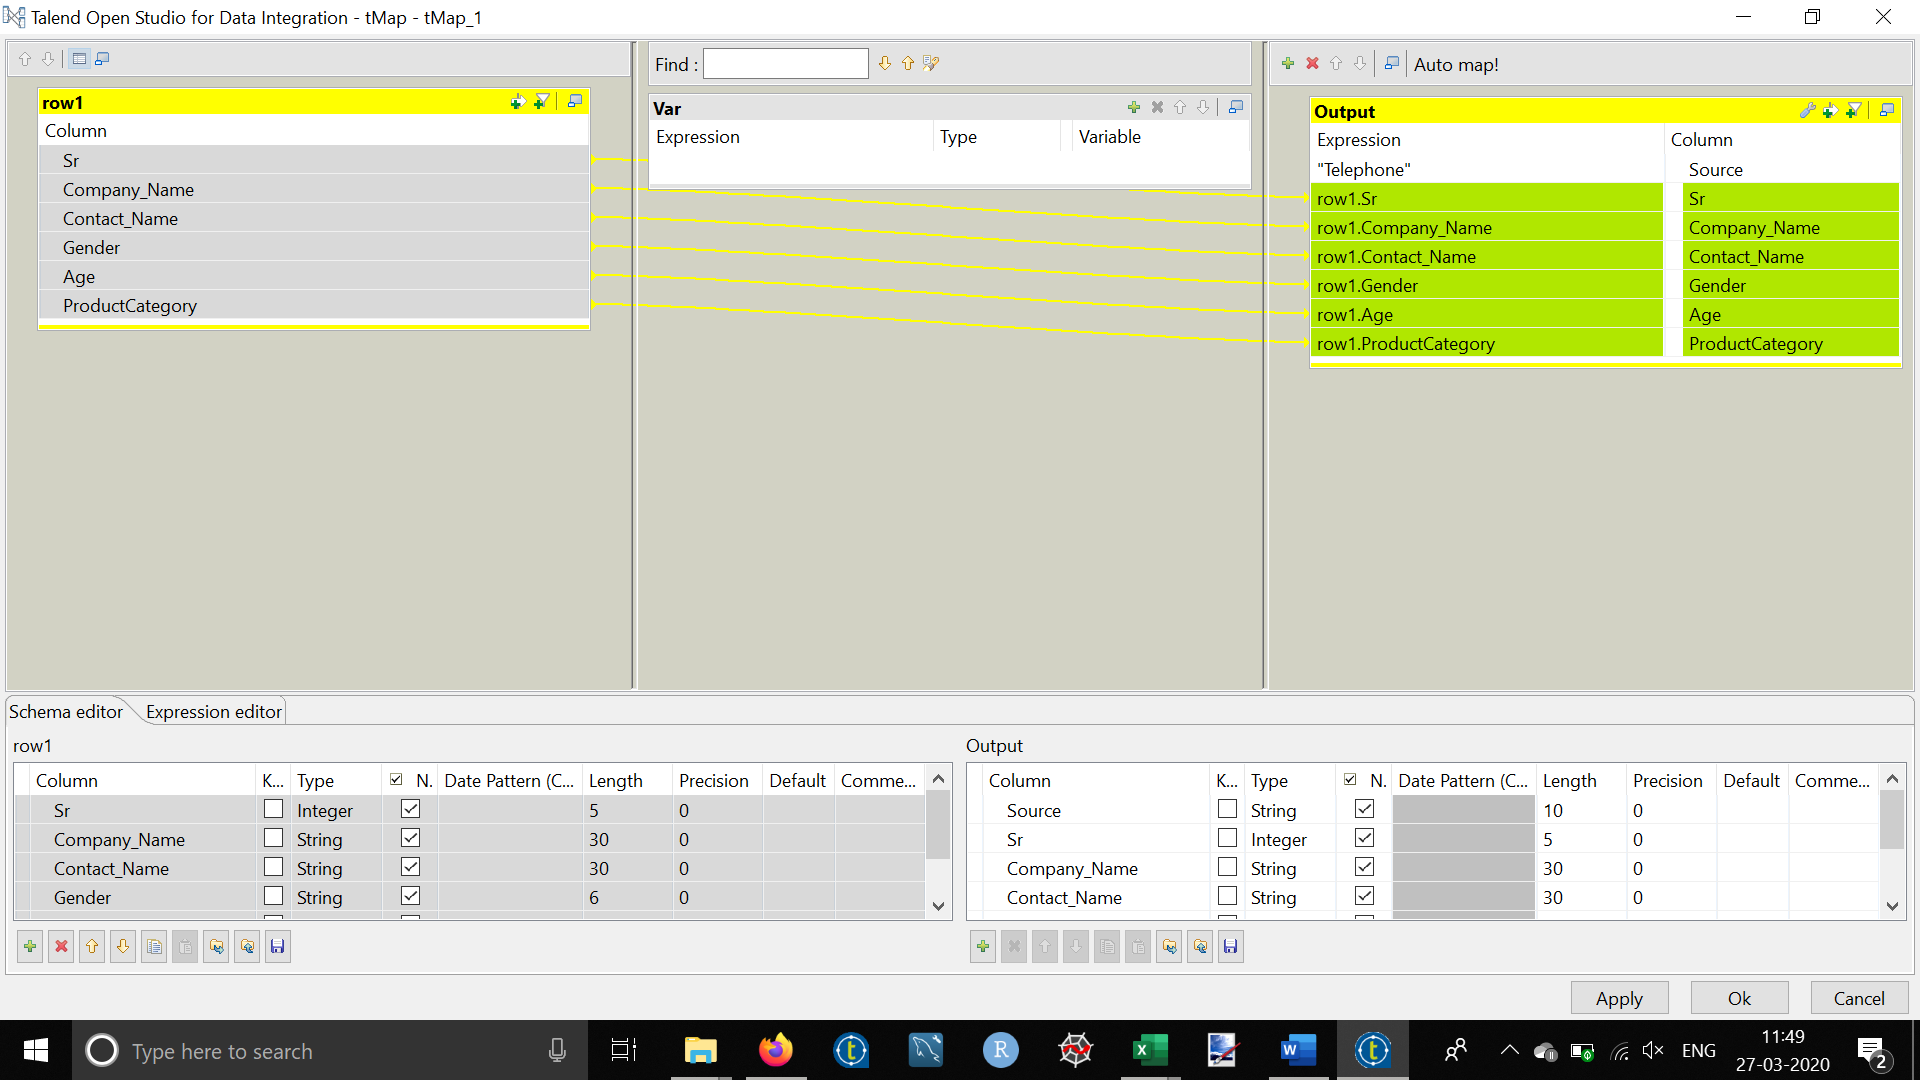 Talend Open Studio for Data Integration - tMap - tMap_1
row1
Column
Sr
Company_Name
Contact_Name
Gender
Age
ProductCategory
Find :
Var
Expression Type Variable
Auto map!
Output
Expression Column
"Telephone" Source
row1.Sr Sr
row1.Company_Name Company_Name
row1.Contact_Name Contact_Name
row1.Gender Gender
row1.Age Age
row1.ProductCategory ProductCategory
Schema editor Expression editor
row1
Column K... Type N. Date Pattern (C... Length Precision Default Comme...
Sr Integer 5 0
Company_Name String 30 0
Contact_Name String 30 0
Gender String 6 0
Output
Column K... Type N. Date Pattern (C... Length Precision Default Comme...
Source String 10 0
Sr Integer 5 0
Company_Name String 30 0
Contact_Name String 30 0
Apply Ok Cancel
Type here to search
R
X
W
ENG
11:49
27-03-2020
2